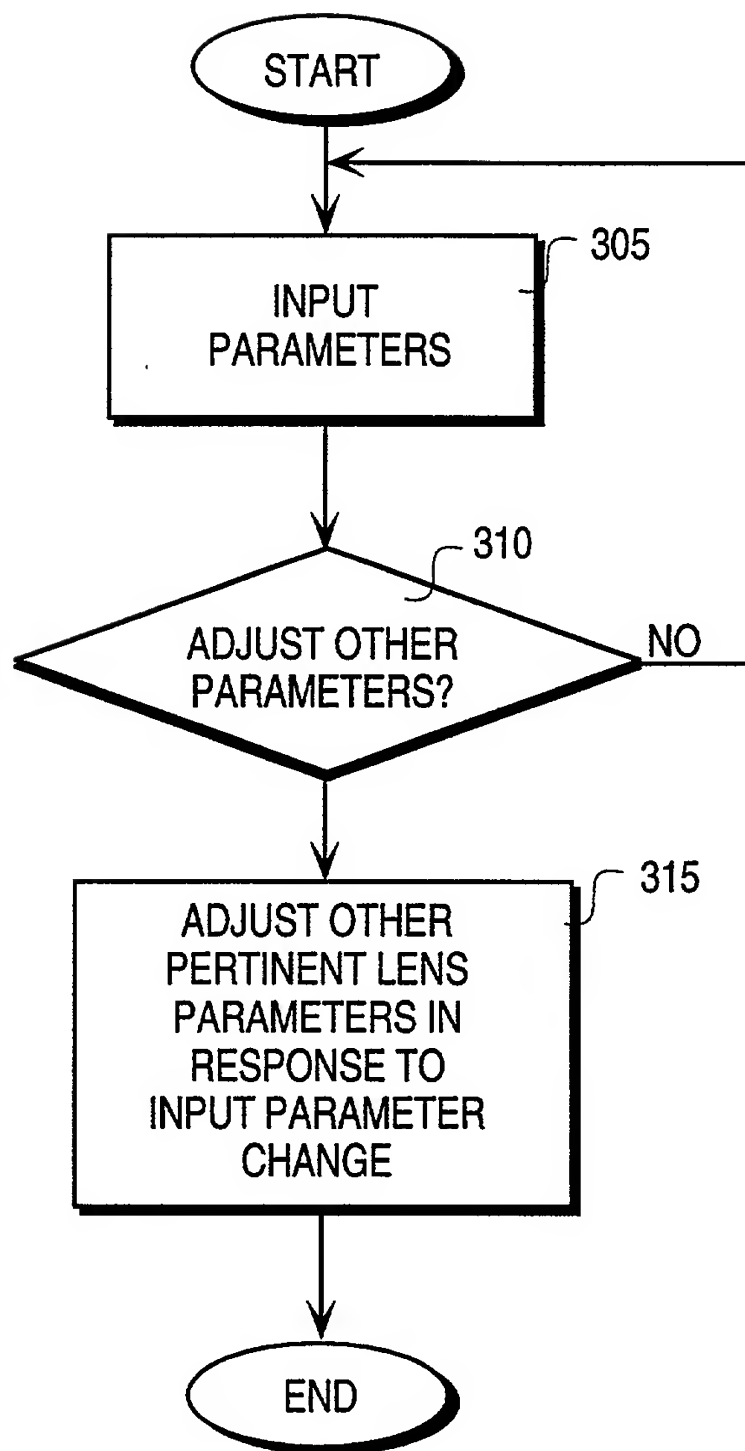 START
305
INPUT
PARAMETERS
310
ADJUST OTHER
PARAMETERS?
NO
315
ADJUST OTHER
PERTINENT LENS
PARAMETERS IN
RESPONSE TO
INPUT PARAMETER
CHANGE
END